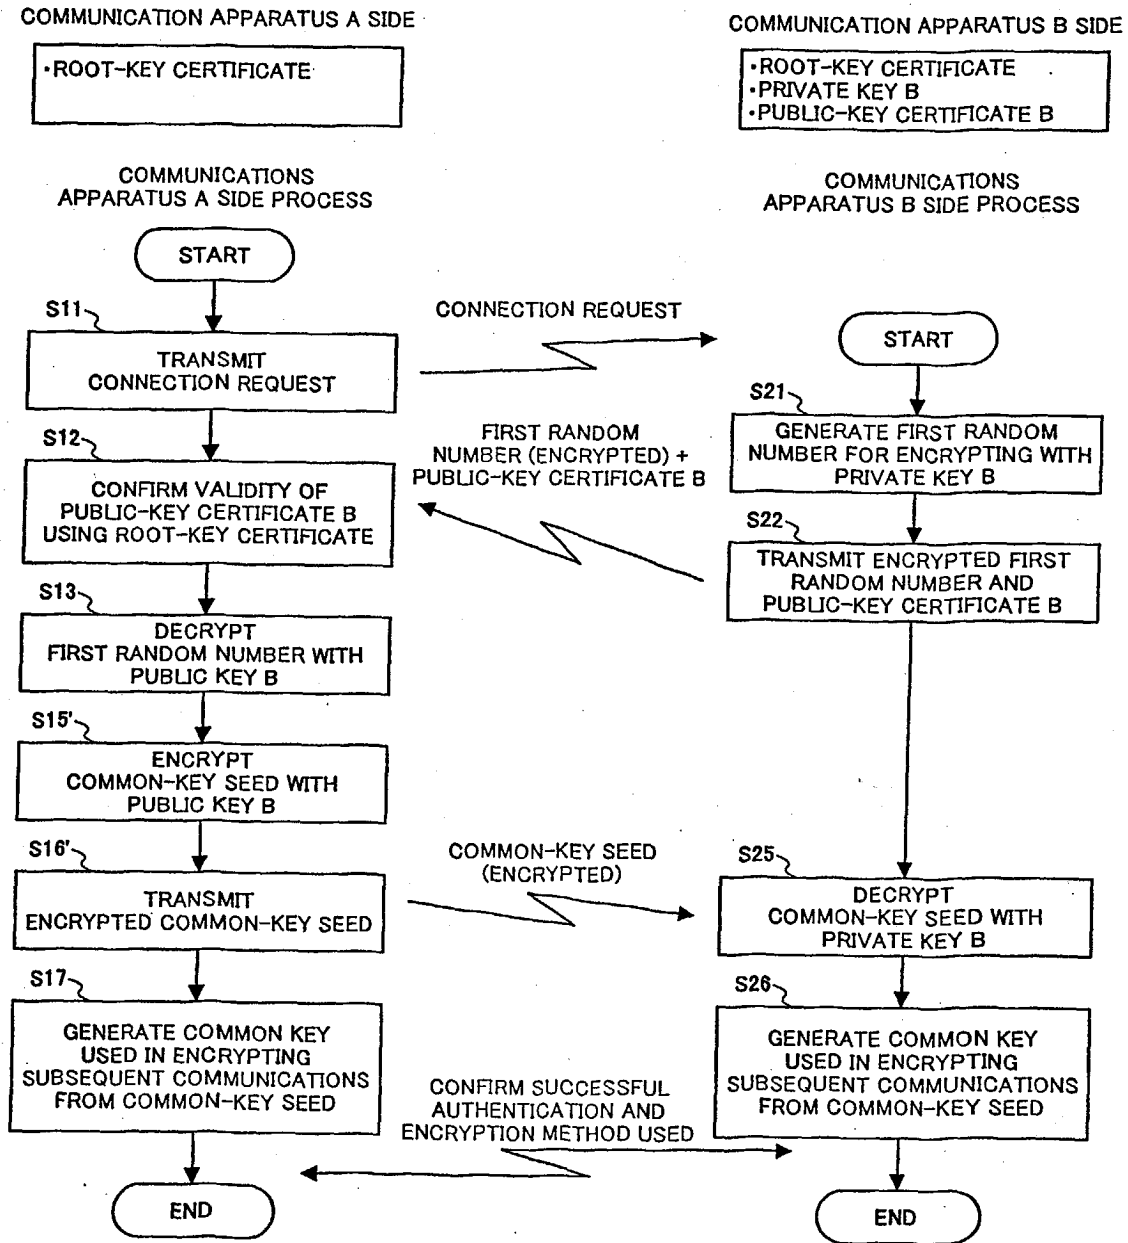 COMMUNICATION APPARATUS A SIDE
·ROOT-KEY CERTIFICATE
COMMUNICATIONS
APPARATUS A SIDE PROCESS
COMMUNICATION APPARATUS B SIDE
·ROOT-KEY CERTIFICATE
·PRIVATE KEY B
·PUBLIC-KEY CERTIFICATE B
COMMUNICATIONS
APPARATUS B SIDE PROCESS
START
S11
TRANSMIT
CONNECTION REQUEST
CONNECTION REQUEST
START
S21
GENERATE FIRST RANDOM
NUMBER FOR ENCRYPTING WITH
PRIVATE KEY B
S12
CONFIRM VALIDITY OF
PUBLIC-KEY CERTIFICATE B
USING ROOT-KEY CERTIFICATE
FIRST RANDOM
NUMBER (ENCRYPTED) +
PUBLIC-KEY CERTIFICATE B
S22
TRANSMIT ENCRYPTED FIRST
RANDOM NUMBER AND
PUBLIC-KEY CERTIFICATE B
S13
DECRYPT
FIRST RANDOM NUMBER WITH
PUBLIC KEY B
S15'
ENCRYPT
COMMON-KEY SEED WITH
PUBLIC KEY B
S16'
TRANSMIT
ENCRYPTED COMMON-KEY SEED
COMMON-KEY SEED
(ENCRYPTED)
S25
DECRYPT
COMMON-KEY SEED WITH
PRIVATE KEY B
S17
GENERATE COMMON KEY
USED IN ENCRYPTING
SUBSEQUENT COMMUNICATIONS
FROM COMMON-KEY SEED
S26
GENERATE COMMON KEY
USED IN ENCRYPTING
SUBSEQUENT COMMUNICATIONS
FROM COMMON-KEY SEED
CONFIRM SUCCESSFUL
AUTHENTICATION AND
ENCRYPTION METHOD USED
END
END